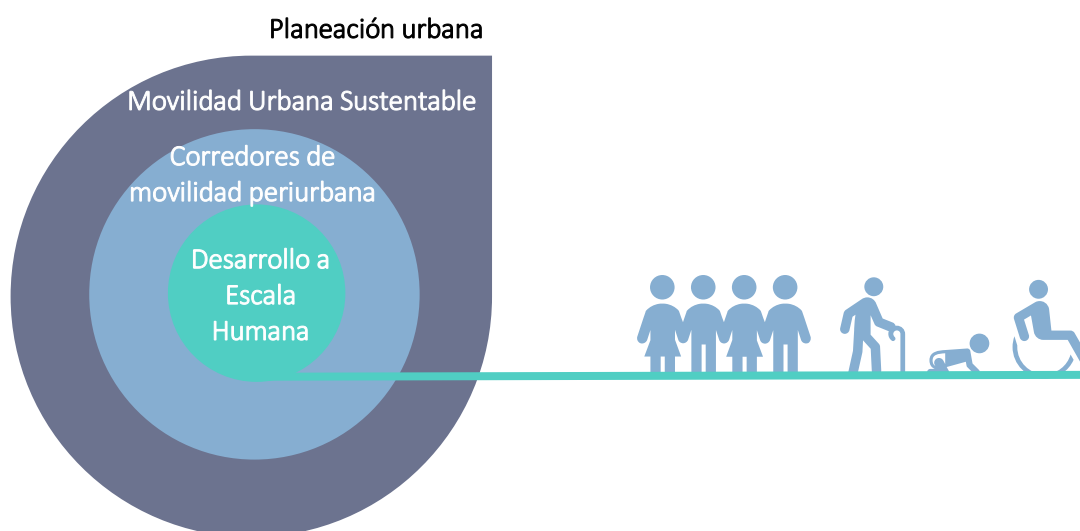 Planeación urbana
Movilidad Urbana Sustentable
Corredores de
movilidad periurbana
Desarrollo a
Escala
Humana